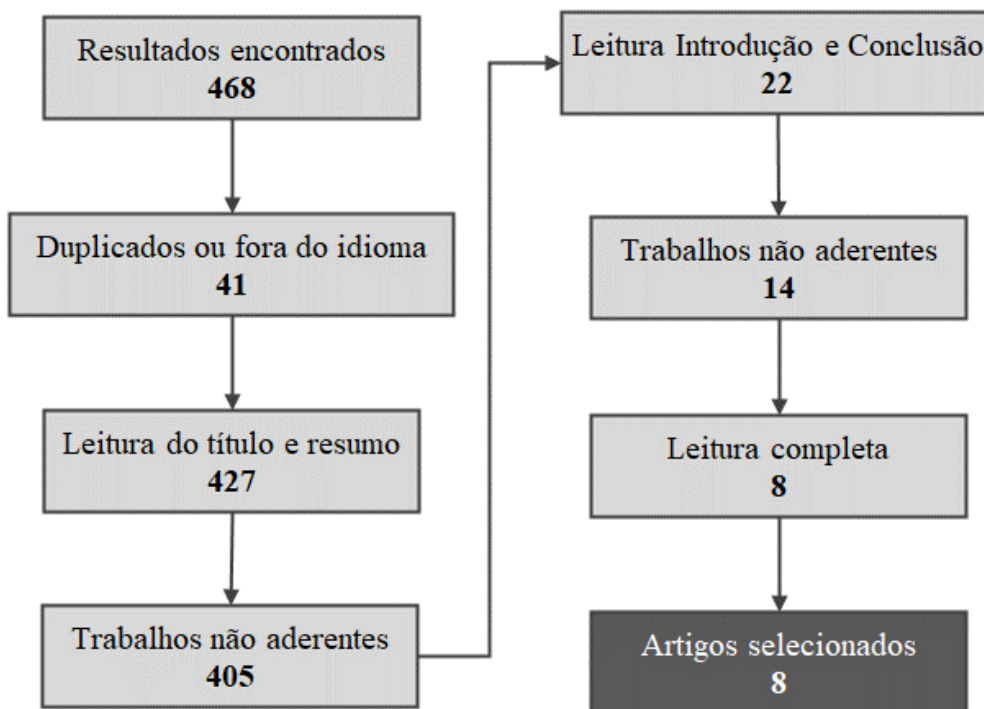 Resultados encontrados
468
Duplicados ou fora do idioma
41
Leitura do título e resumo
427
Trabalhos não aderentes
405
Leitura Introdução e Conclusão
22
Trabalhos não aderentes
14
Leitura completa
8
Artigos selecionados
8